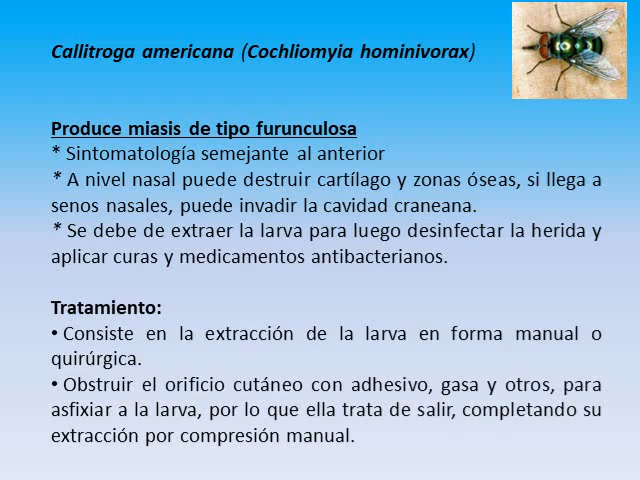 Callitroga americana (Cochliomyia hominivorax)
Produce miasis de tipo furunculosa
* Sintomatología semejante al anterior
* A nivel nasal puede destruir cartílago y zonas óseas, si llega a
senos nasales, puede invadir la cavidad craneana.
* Se debe de extraer la larva para luego desinfectar la herida y
aplicar curas y medicamentos antibacterianos.
Tratamiento:
• Consiste en la extracción de la larva en forma manual o
quirúrgica.
• Obstruir el orificio cutáneo con adhesivo, gasa y otros, para
asfixiar a la larva, por lo que ella trata de salir, completando su
extracción por compresión manual.